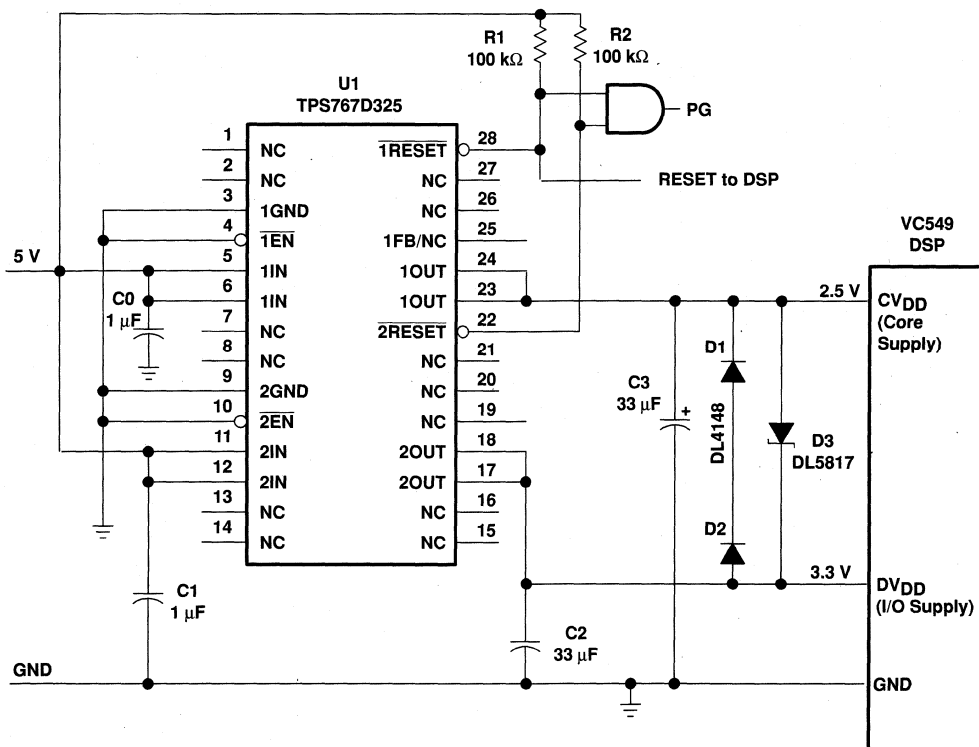 R1
100 kΩ
R2
100 kΩ
U1
TPS767D325
PG
1
NC
2
NC
3
1GND
4
1EN
5
1IN
6
1IN
7
NC
8
NC
9
2GND
10
2EN
11
2IN
12
2IN
13
NC
14
NC
1RESET
28
NC
27
NC
26
1FB/NC
25
1OUT
24
1OUT
23
2RESET
22
NC
21
NC
20
NC
19
2OUT
18
2OUT
17
NC
16
NC
15
RESET to DSP
5 V
C0
1 μF
C1
1 μF
GND
C2
33 μF
C3
33 μF
+
D1
DL4148
D2
D3
DL5817
VC549
DSP
2.5 V
CVDD
(Core
Supply)
3.3 V
DVDD
(I/O Supply)
GND